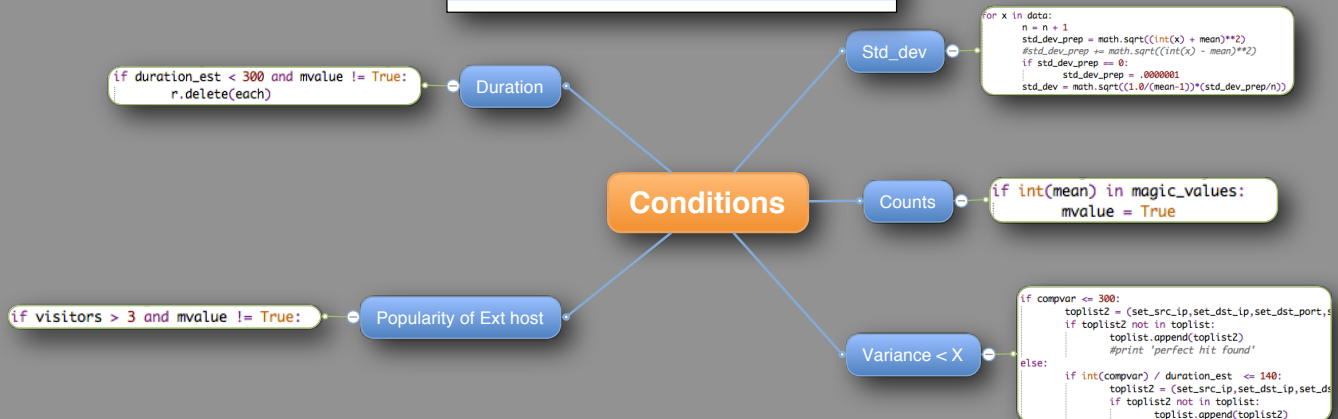 for x in data:
n = n + 1
std_dev_prep = math.sqrt((int(x) + mean)**2)
#std_dev_prep += math.sqrt((int(x) - mean)**2)
if std_dev_prep == 0:
std_dev_prep = .0000001
std_dev = math.sqrt((1.0/(mean-1))*(std_dev_prep/n))
Std_dev
if duration_est < 300 and mvalue != True:
r.delete(each)
Duration
Conditions
Counts
if int(mean) in magic_values:
mvalue = True
if visitors > 3 and mvalue != True:
Popularity of Ext host
Variance < X
if compvar <= 300:
toplist2 = (set_src_ip,set_dst_ip,set_dst_port,s
if toplist2 not in toplist:
toplist.append(toplist2)
#print 'perfect hit found'
else:
if int(compvar) / duration_est <= 140:
toplist2 = (set_src_ip,set_dst_ip,set_ds
if toplist2 not in toplist:
toplist.append(toplist2)